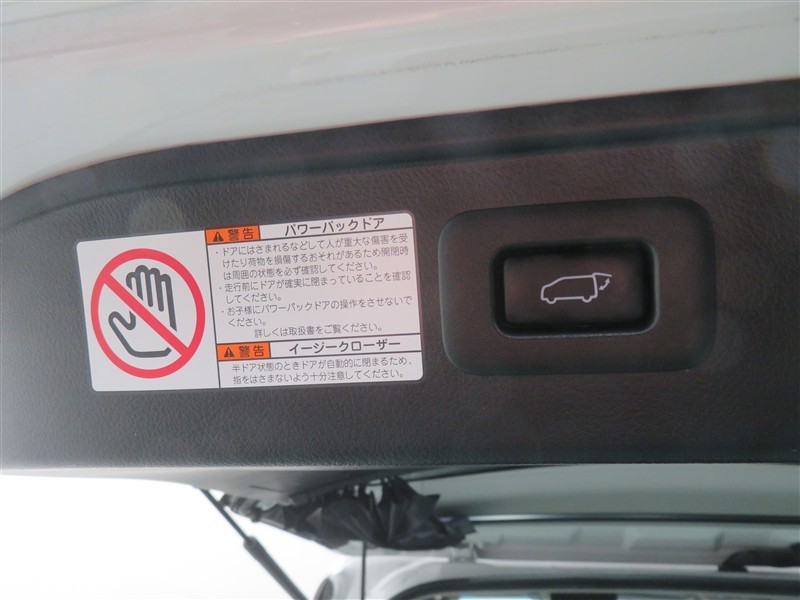 警告 パワーバックドア
・ドアにはさまれるなどして人が重大な傷害を受
けたり荷物を損傷するおそれがあるため開閉時
は周囲の状態を必ず確認してください。
・走行前にドアが確実に閉まっていることを確認
してください。
・お子様にパワーバックドアの操作をさせないで
ください。
詳しくは取扱書をご覧ください。
警告 イージークローザー
半ドア状態のときドアが自動的に閉まるため、
指をはさまないよう十分注意してください。